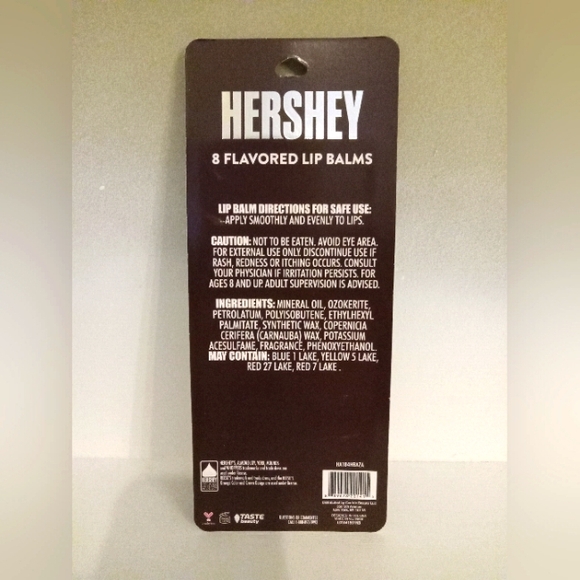 HERSHEY
8 FLAVORED LIP BALMS
LIP BALM DIRECTIONS FOR SAFE USE:
APPLY SMOOTHLY AND EVENLY TO LIPS.
CAUTION: NOT TO BE EATEN. AVOID EYE AREA.
FOR EXTERNAL USE ONLY. DISCONTINUE USE IF
RASH, REDNESS OR ITCHING OCCURS. CONSULT
YOUR PHYSICIAN IF IRRITATION PERSISTS. FOR
AGES 8 AND UP. ADULT SUPERVISION IS ADVISED.
INGREDIENTS: MINERAL OIL, OZOKERITE,
PETROLATUM, POLYISOBUTENE, ETHYLHEXYL
PALMITATE, SYNTHETIC WAX, COPERNICIA
CERIFERA (CARNAUBA) WAX, POTASSIUM
ACESULFAME, FRAGRANCE, PHENOXYETHANOL.
MAY CONTAIN: BLUE 1 LAKE, YELLOW 5 LAKE,
RED 27 LAKE, RED 7 LAKE .
HERSHEY
TASTE
beauty